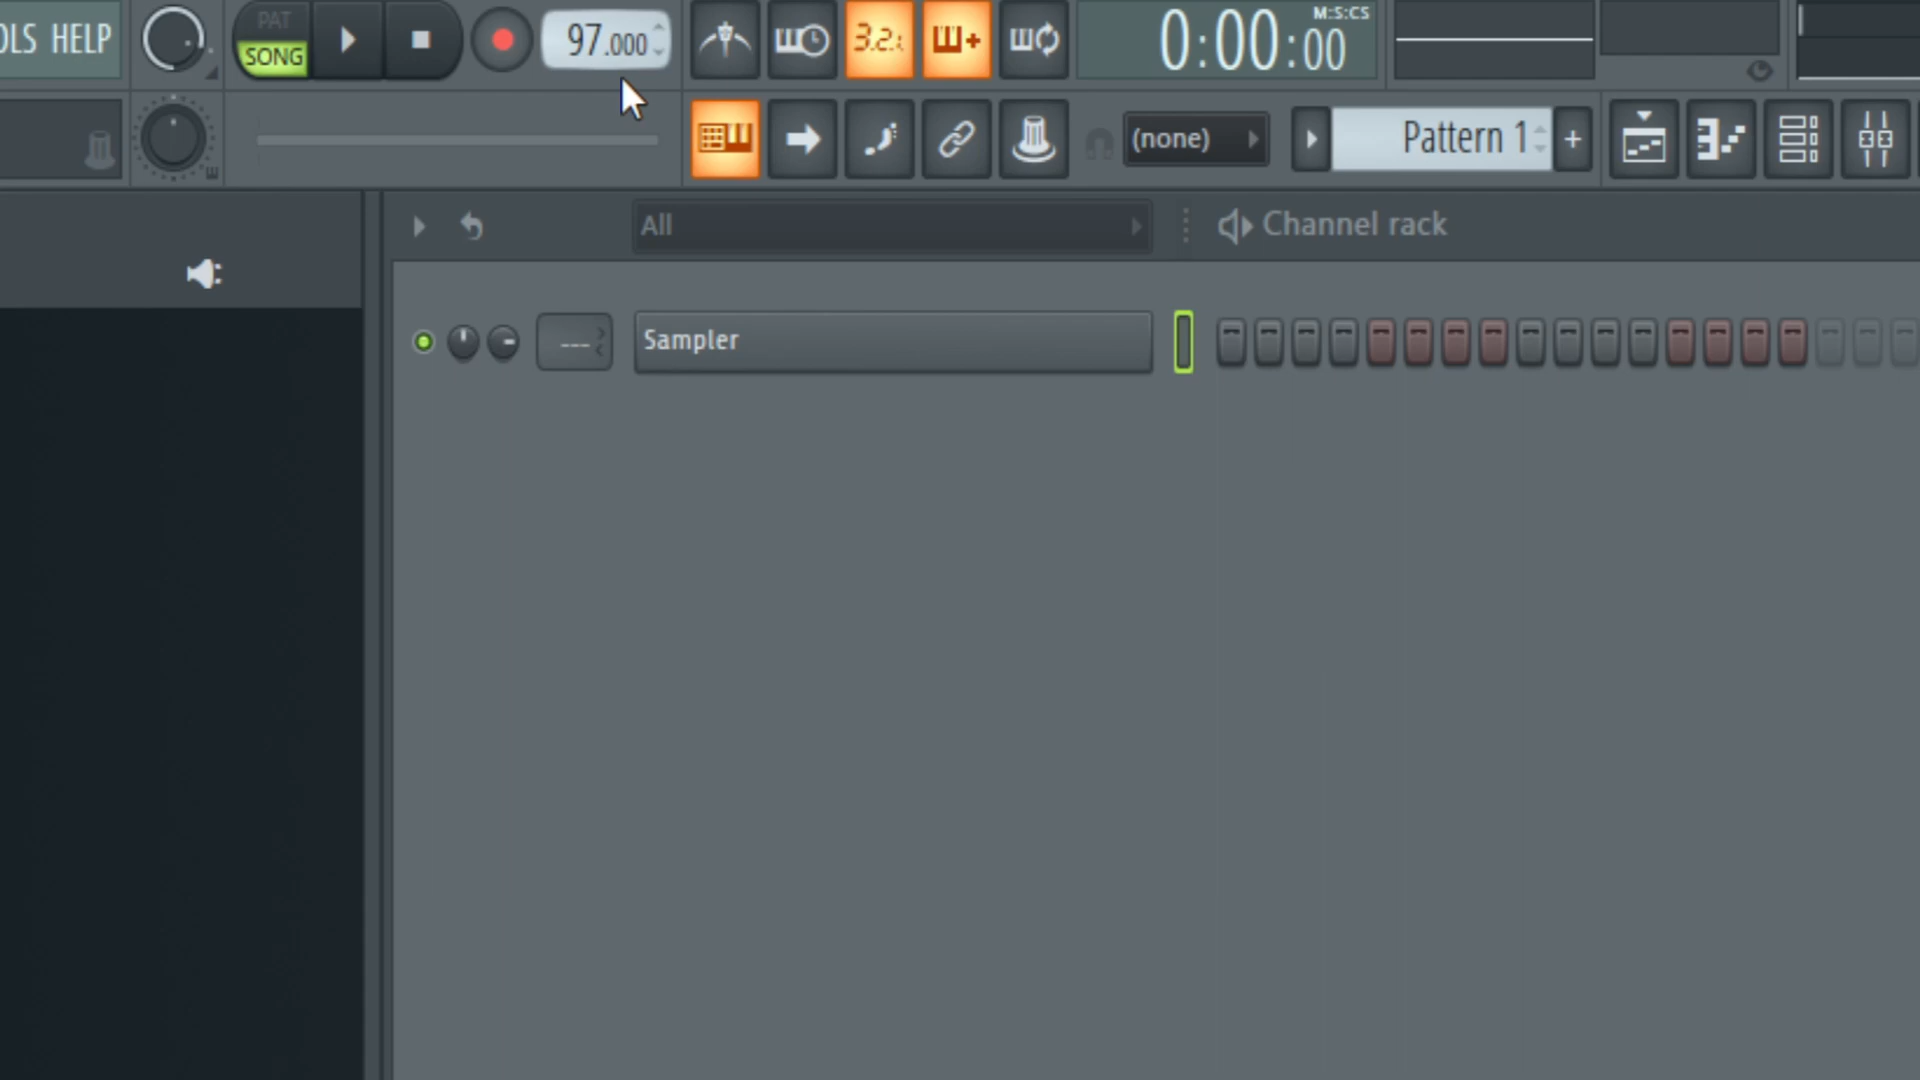 OLS HELP
PAT
SONG
97.000
3.2.
M:S:CS
0:00:00
(none)
Pattern 1
+
All
Channel rack
---
Sampler